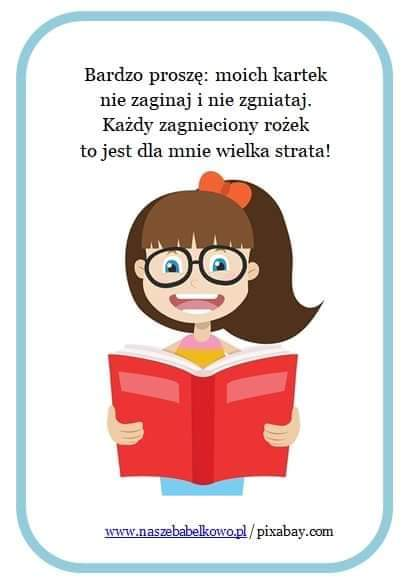 Bardzo proszę: moich kartek
nie zaginaj i nie zgniataj.
Każdy zagnieciony rożek
to jest dla mnie wielka strata!
www.naszebabelkowo.pl / pixabay.com